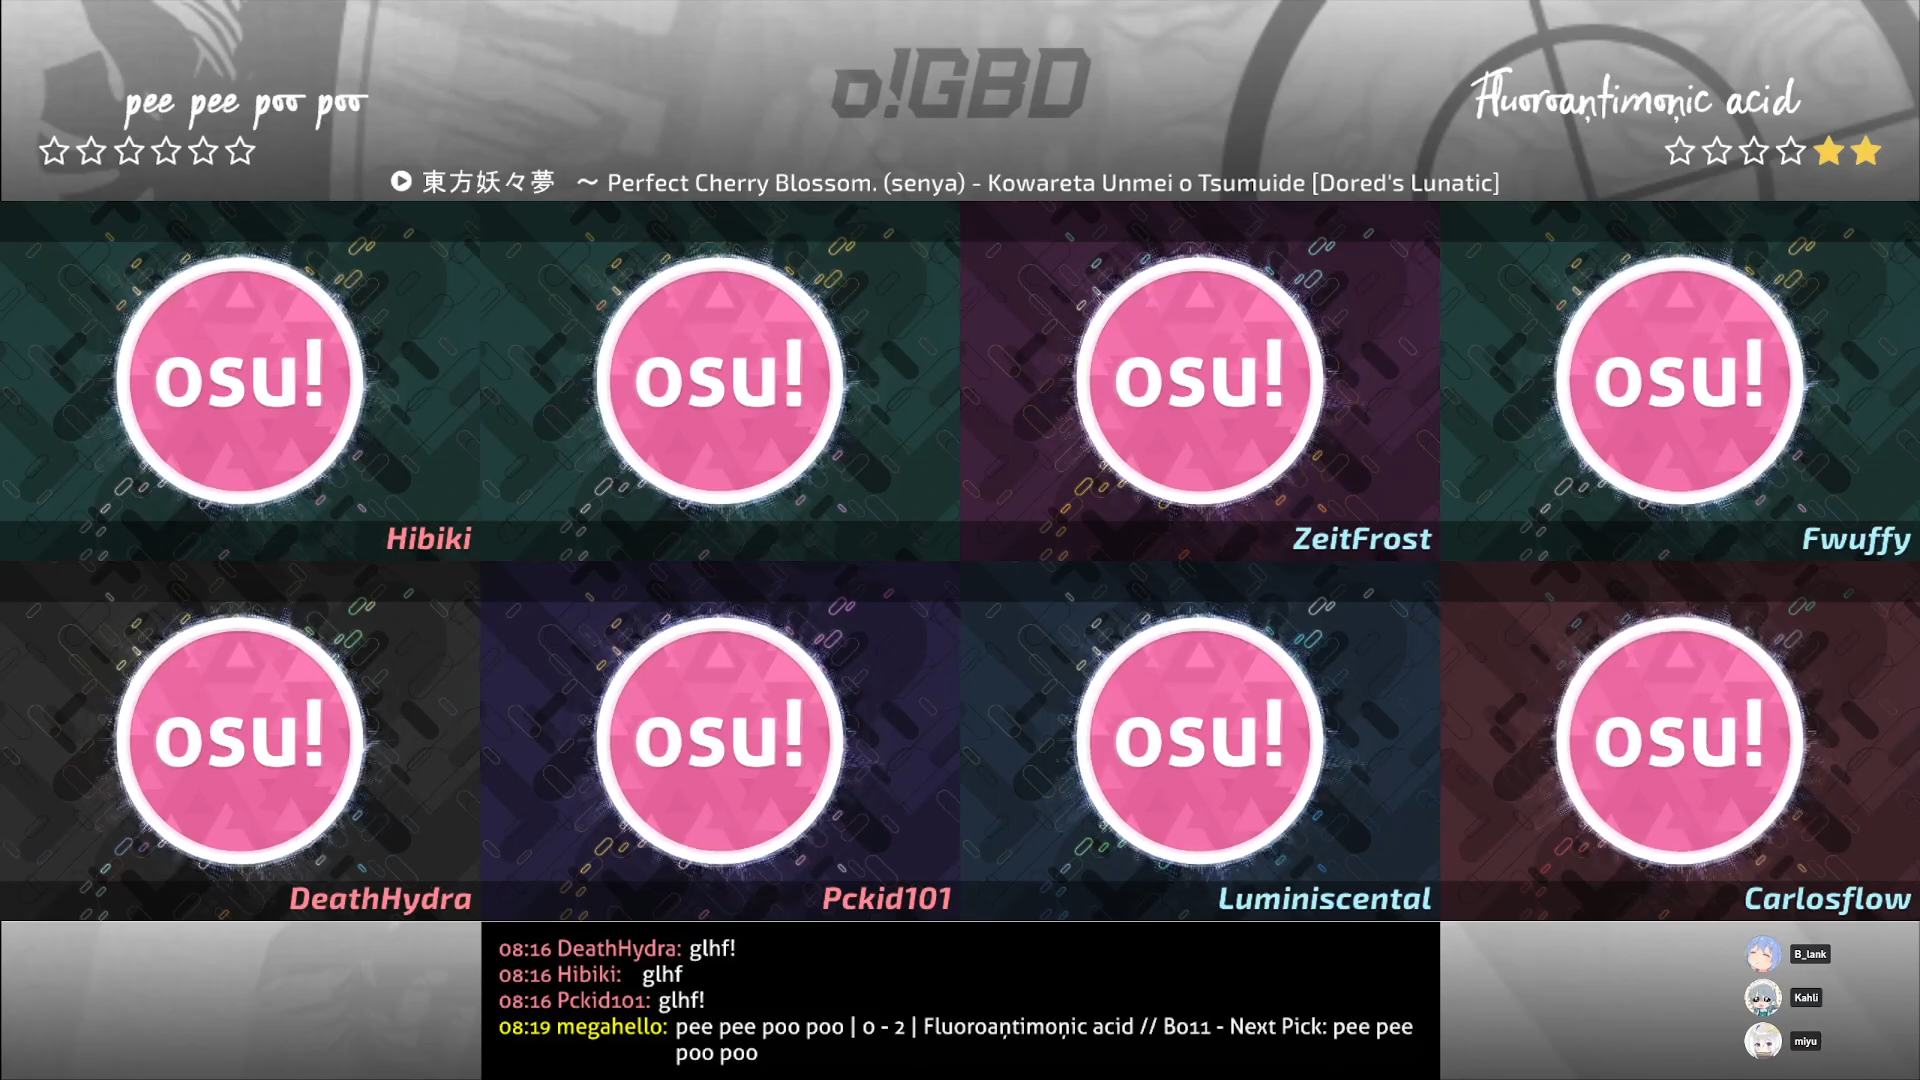 o!GBD
pee pee poo poo
Fluoroaņtimoņic acid
東方妖々夢 ～ Perfect Cherry Blossom. (senya) - Kowareta Unmei o Tsumuide [Dored's Lunatic]
osu!
osu!
osu!
osu!
Hibiki
ZeitFrost
Fwuffy
osu!
osu!
osu!
osu!
DeathHydra
Pckid101
Luminiscental
Carlosflow
08:16 DeathHydra: glhf!
08:16 Hibiki: glhf
08:16 Pckid101: glhf!
08:19 megahello: pee pee poo poo | 0 - 2 | Fluoroaņtimoņic acid // Bo11 - Next Pick: pee pee
poo poo
B_lank
Kahli
miyu